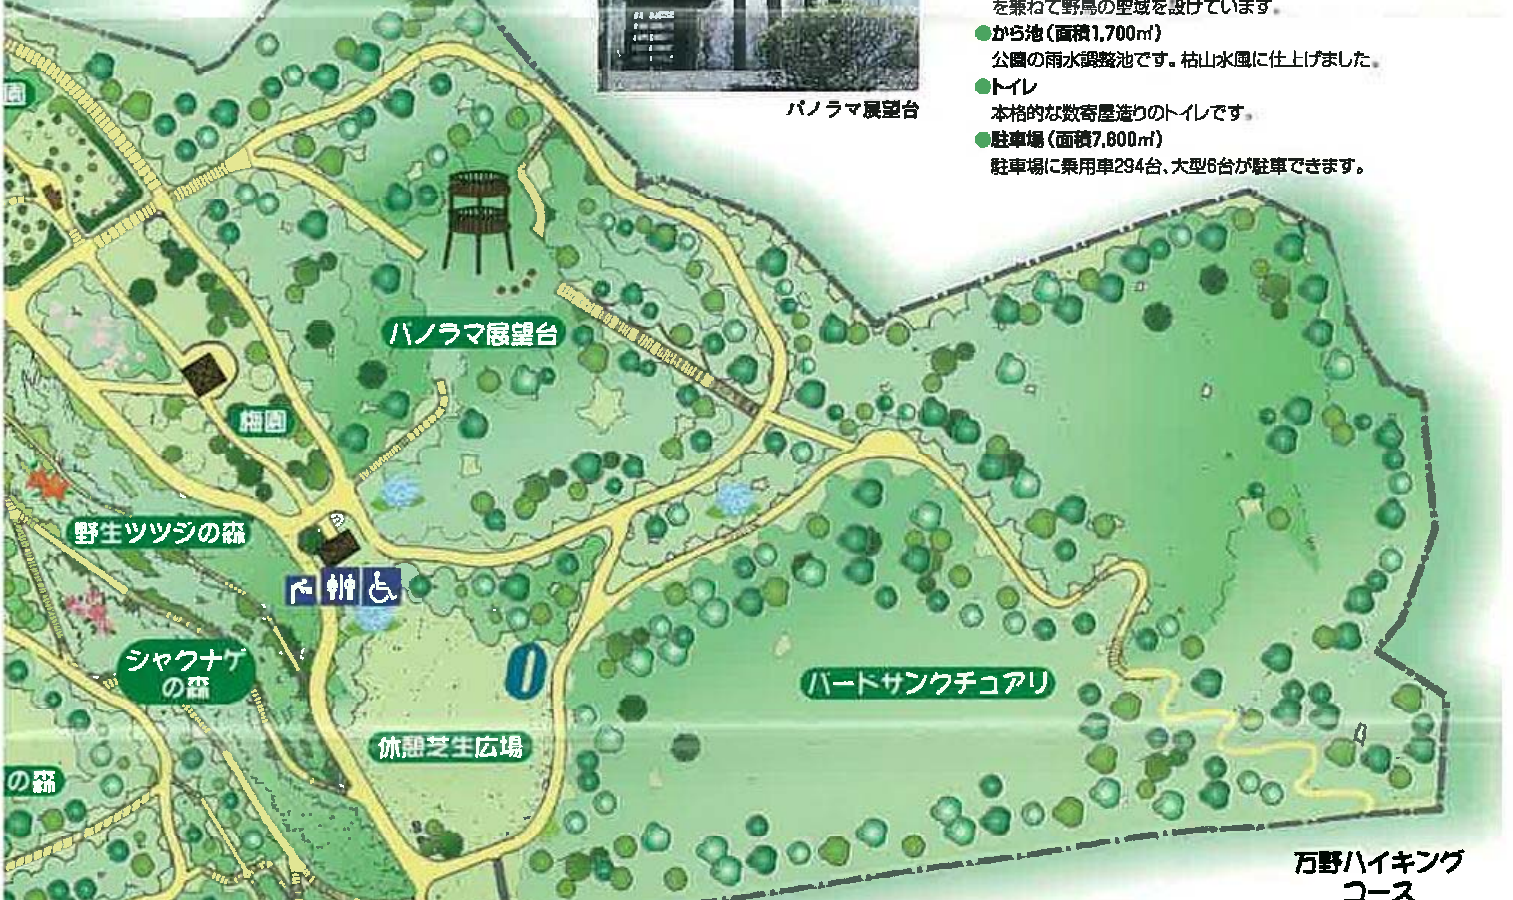 を兼ねて野鳥の聖域を設けています。
●から池（面積1,700㎡）
公園の雨水調整池です。枯山水風に仕上げました。
●トイレ
本格的な数寄屋造りのトイレです。
●駐車場（面積7,600㎡）
駐車場に乗用車294台、大型6台が駐車できます。
パノラマ展望台
園
パノラマ展望台
梅園
野生ツツジの森
シャクナゲ
の森
バードサンクチュアリ
休憩芝生広場
の森
万野ハイキング
コース